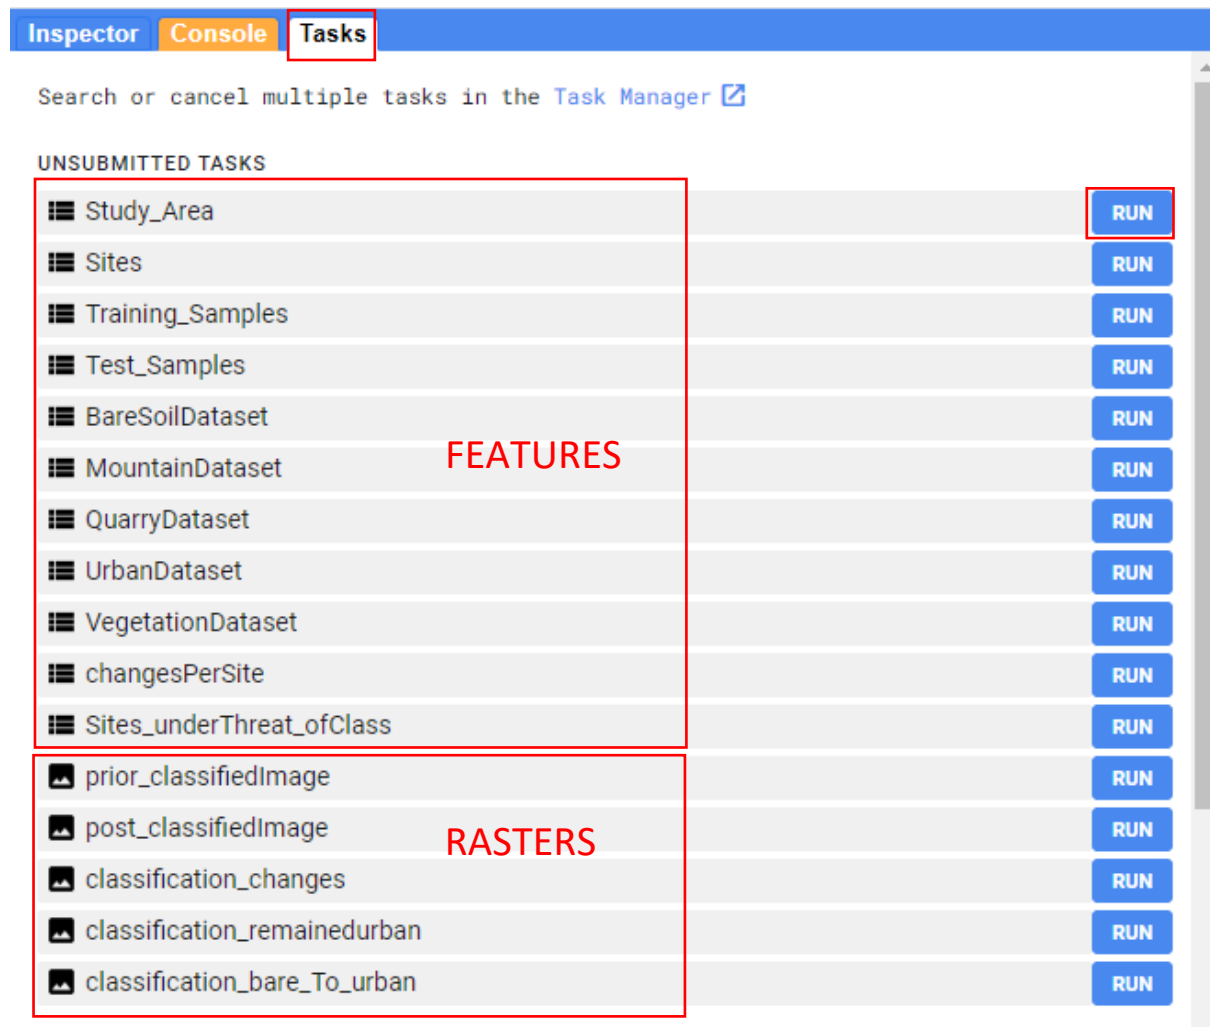 Inspector Console Tasks
Search or cancel multiple tasks in the Task Manager
UNSUBMITTED TASKS
Study_Area RUN
Sites RUN
Training_Samples RUN
Test_Samples RUN
BareSoilDataset RUN
FEATURES
MountainDataset RUN
QuarryDataset RUN
UrbanDataset RUN
VegetationDataset RUN
changesPerSite RUN
Sites_underThreat_ofClass RUN
prior_classifiedImage RUN
post_classifiedImage RUN
RASTERS
classification_changes RUN
classification_remainedurban RUN
classification_bare_To_urban RUN